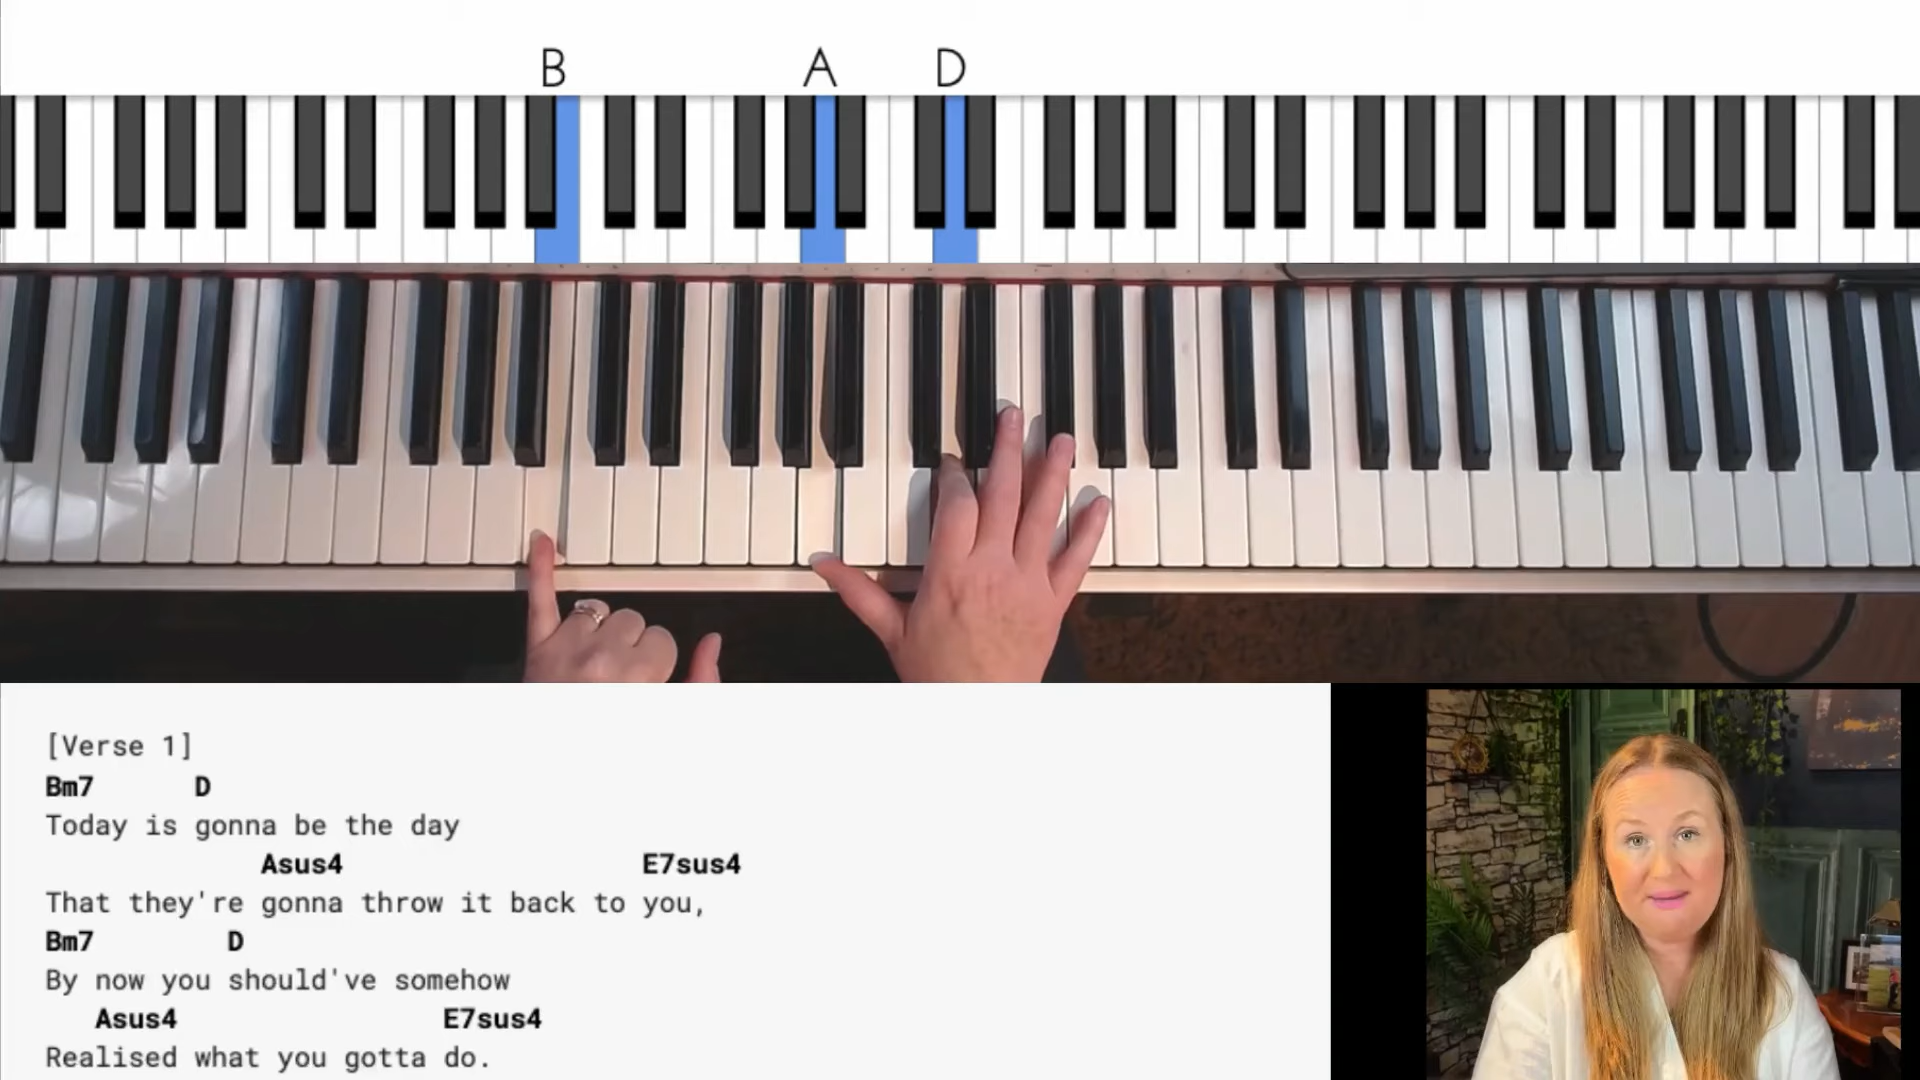 B A D
[Verse 1]
Bm7 D
Today is gonna be the day
Asus4 E7sus4
That they're gonna throw it back to you,
Bm7 D
By now you should've somehow
Asus4 E7sus4
Realised what you gotta do.